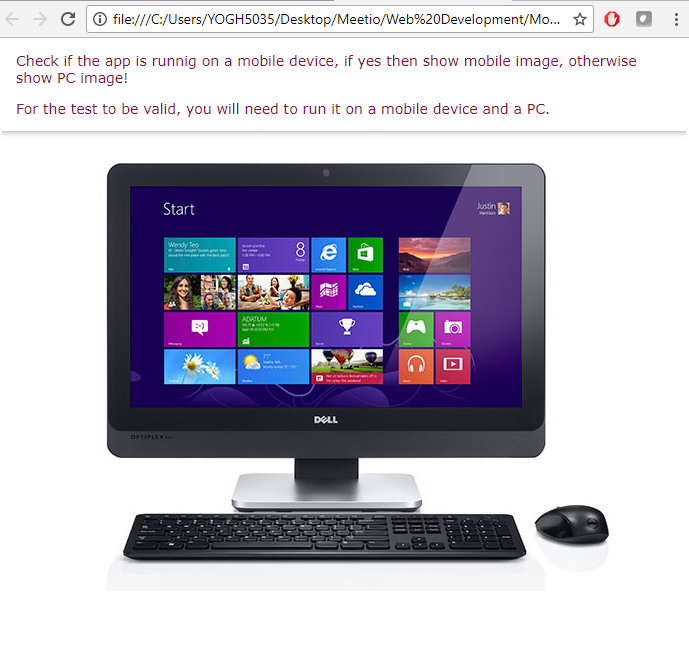 file:///C:/Users/YOGH5035/Desktop/Meetio/Web%20Development/Mo...
Check if the app is runnig on a mobile device, if yes then show mobile image, otherwise
show PC image!
For the test to be valid, you will need to run it on a mobile device and a PC.
Start
Justin
Wendy Teo
8
ADATUM
71°
DELL
OPTIPLEX